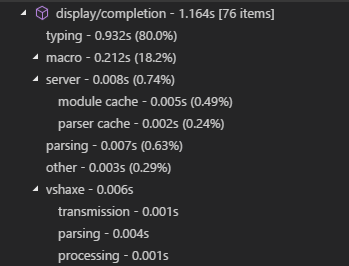 display/completion - 1.164s [76 items]
typing - 0.932s (80.0%)
macro - 0.212s (18.2%)
server - 0.008s (0.74%)
module cache - 0.005s (0.49%)
parser cache - 0.002s (0.24%)
parsing - 0.007s (0.63%)
other - 0.003s (0.29%)
vshaxe - 0.006s
transmission - 0.001s
parsing - 0.004s
processing - 0.001s